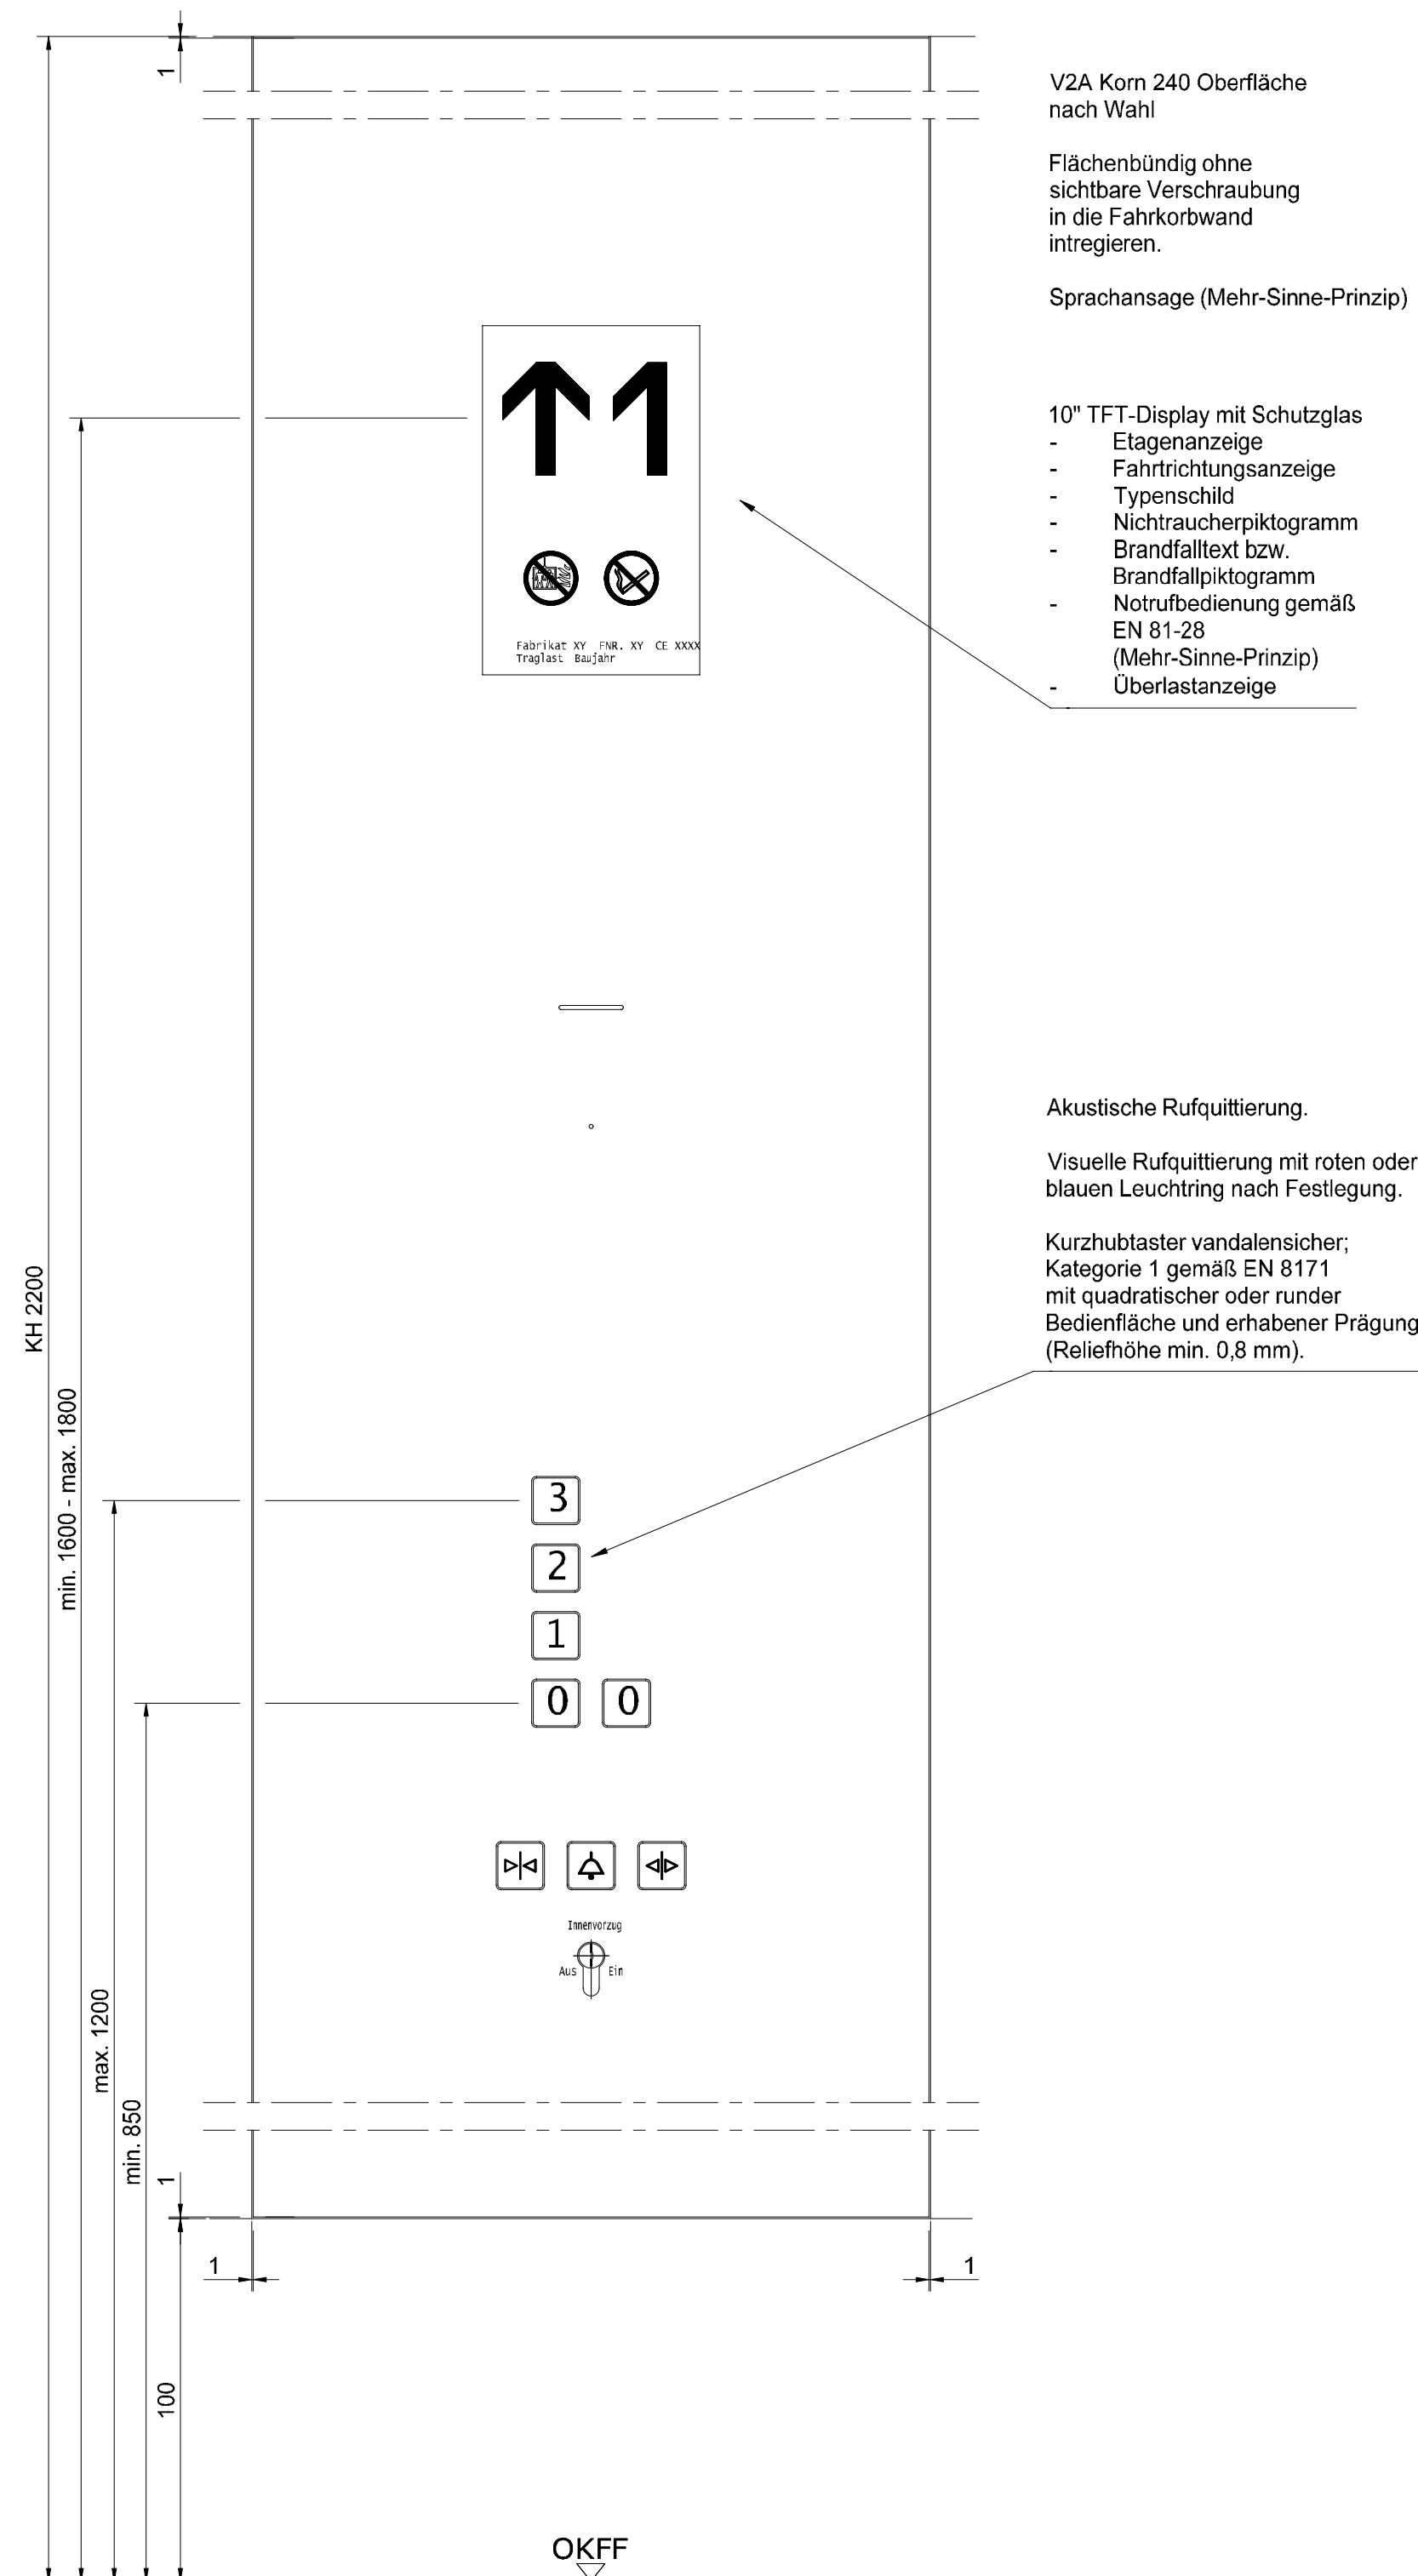 1
V2A Korn 240 Oberfläche
nach Wahl
Flächenbündig ohne
sichtbare Verschraubung
in die Fahrkorbwand
intregieren.
Sprachansage (Mehr-Sinne-Prinzip)
1
10" TFT-Display mit Schutzglas
- Etagenanzeige
- Fahrtrichtungsanzeige
- Typenschild
- Nichtraucherpiktogramm
- Brandfalltext bzw.
Brandfallpiktogramm
- Notrufbedienung gemäß
EN 81-28
(Mehr-Sinne-Prinzip)
- Überlastanzeige
Fabrikat XY FNR. XY CE XXXX
Traglast Baujahr
Akustische Rufquittierung.
Visuelle Rufquittierung mit roten oder
blauen Leuchtring nach Festlegung.
Kurzhubtaster vandalensicher;
Kategorie 1 gemäß EN 8171
mit quadratischer oder runder
Bedienfläche und erhabener Prägung
(Reliefhöhe min. 0,8 mm).
KH 2200
min. 1600 - max. 1800
3
2
1
0 0
Innenvorzug
Aus Ein
max. 1200
min. 850
1
1 1
100
OKFF